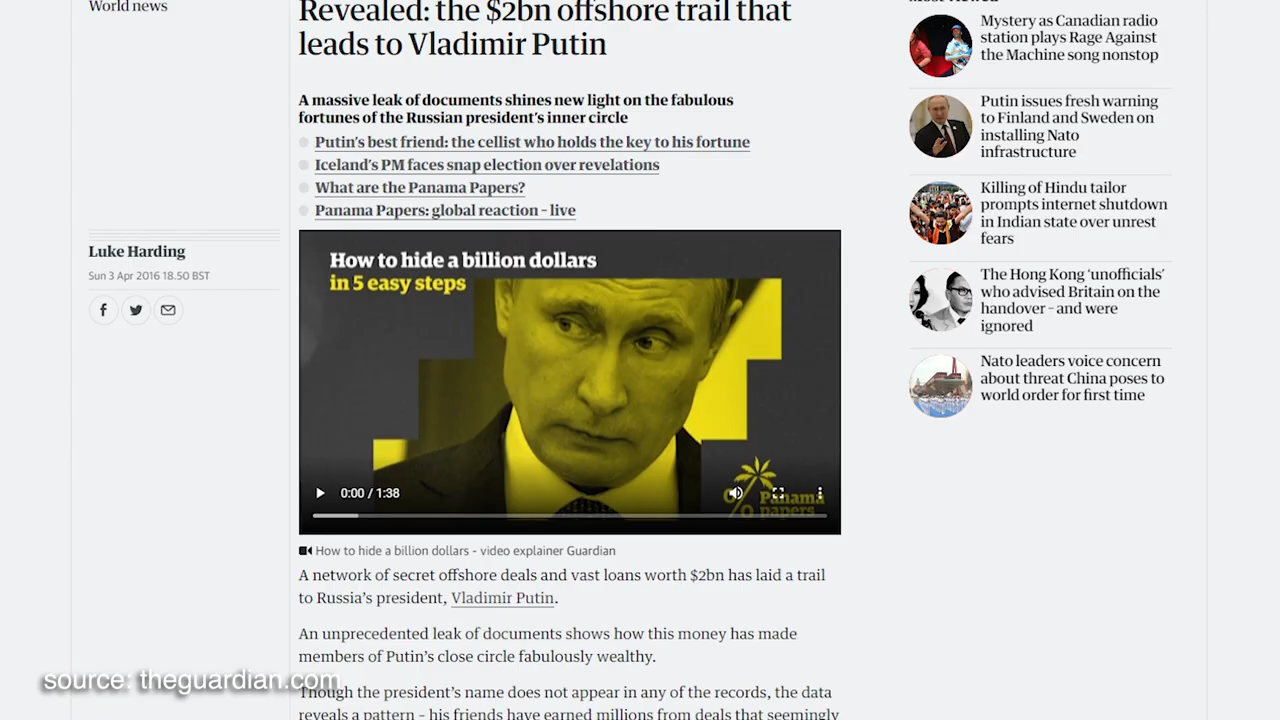 World news
Revealed: the $2bn offshore trail that
leads to Vladimir Putin
A massive leak of documents shines new light on the fabulous
fortunes of the Russian president's inner circle
Putin's best friend: the cellist who holds the key to his fortune
Iceland's PM faces snap election over revelations
What are the Panama Papers?
Panama Papers: global reaction – live
Luke Harding
Sun 3 Apr 2016 18.50 BST
How to hide a billion dollars
in 5 easy steps
0:00 / 1:38
Panama
papers
How to hide a billion dollars - video explainer Guardian
A network of secret offshore deals and vast loans worth $2bn has laid a trail
to Russia's president, Vladimir Putin.
An unprecedented leak of documents shows how this money has made
members of Putin's close circle fabulously wealthy.
Though the president's name does not appear in any of the records, the data
reveals a pattern – his friends have earned millions from deals that seemingly
Mystery as Canadian radio
station plays Rage Against
the Machine song nonstop
Putin issues fresh warning
to Finland and Sweden on
installing Nato
infrastructure
Killing of Hindu tailor
prompts internet shutdown
in Indian state over unrest
fears
The Hong Kong ‘unofficials’
who advised Britain on the
handover – and were
ignored
Nato leaders voice concern
about threat China poses to
world order for first time
source: theguardian.com